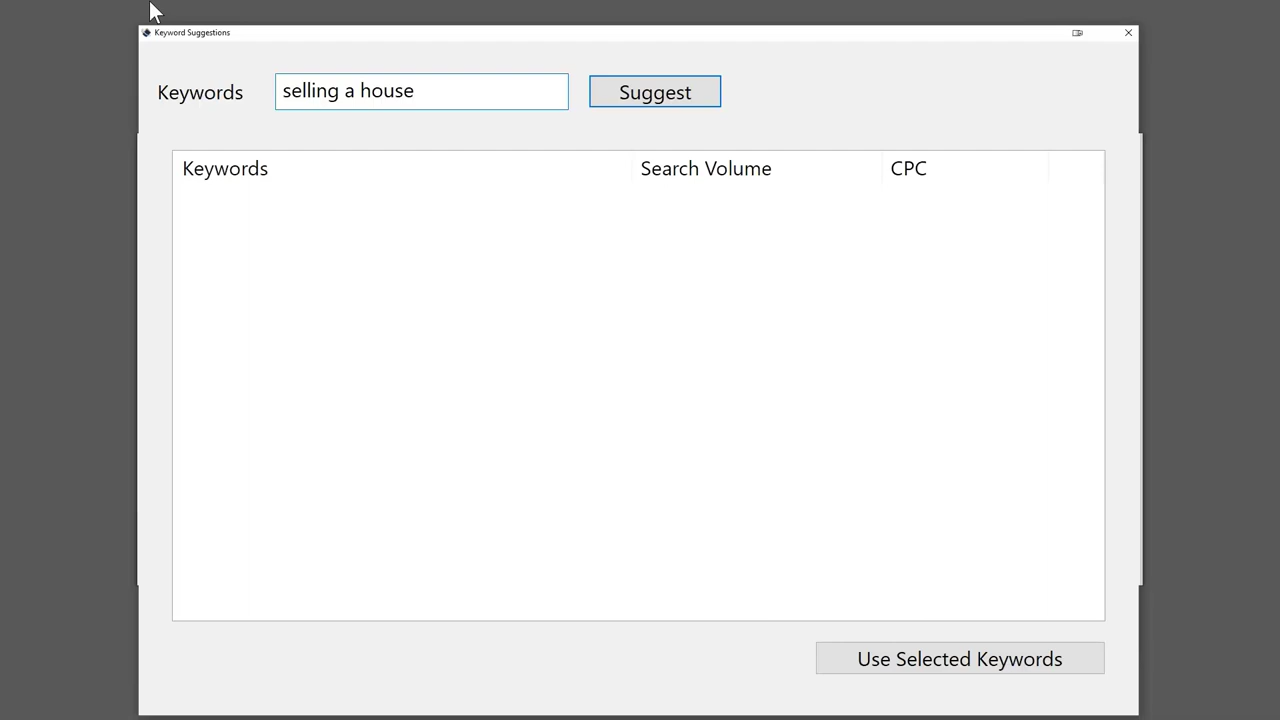 Keyword Suggestions
Keywords selling a house Suggest
Keywords Search Volume CPC
Use Selected Keywords